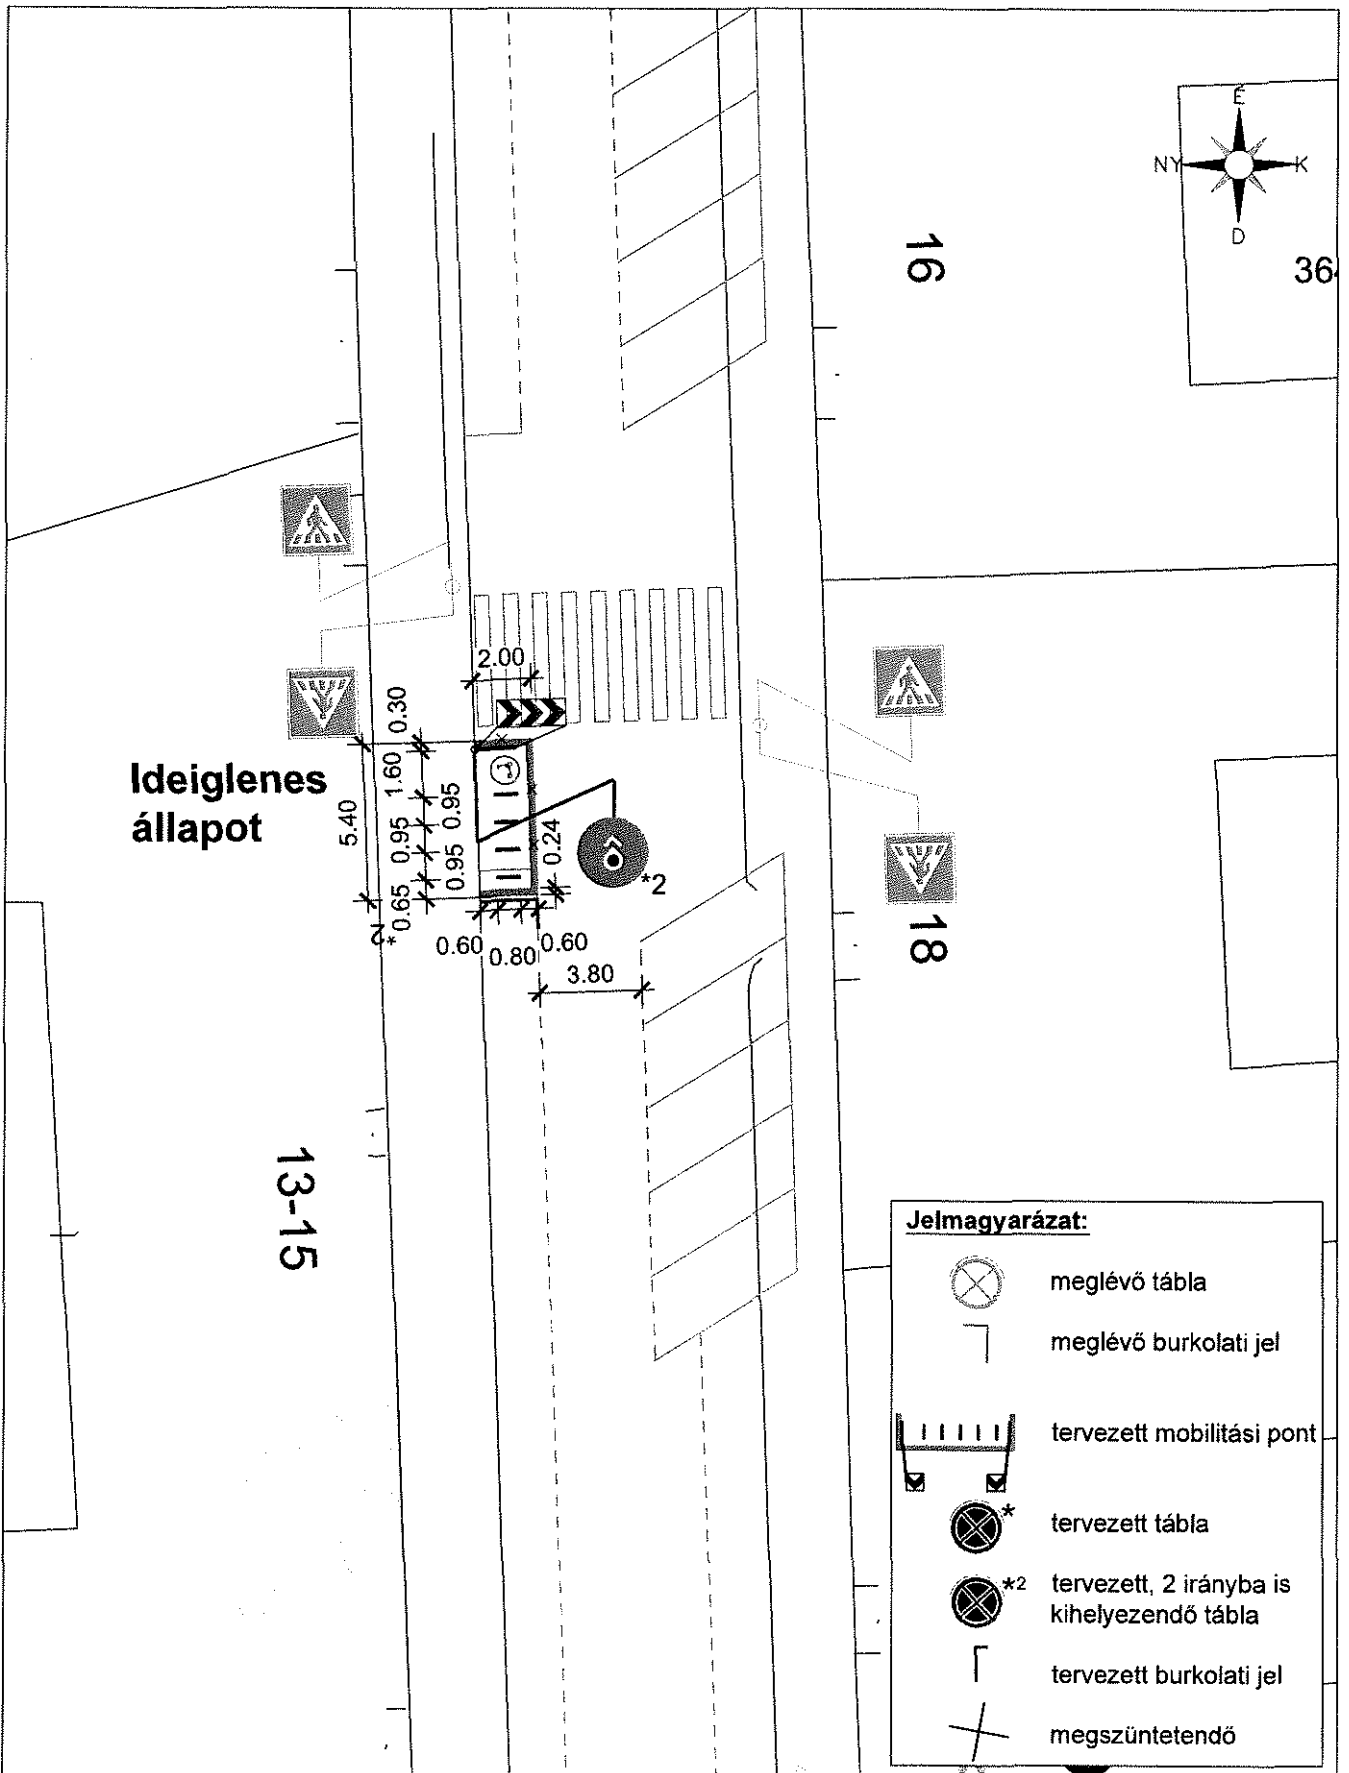 É
NY
K
D
16
36
2.00
0.30
1.60
5.40
0.95
0.95
0.95
0.65
0.24
Ideiglenes
állapot
*2
*2
0.60
0.80
0.60
3.80
18
13-15
Jelmagyarázat:
meglévő tábla
meglévő burkolati jel
tervezett mobilitási pont
* tervezett tábla
*2 tervezett, 2 irányba is
kihelyezendő tábla
tervezett burkolati jel
megszüntetendő